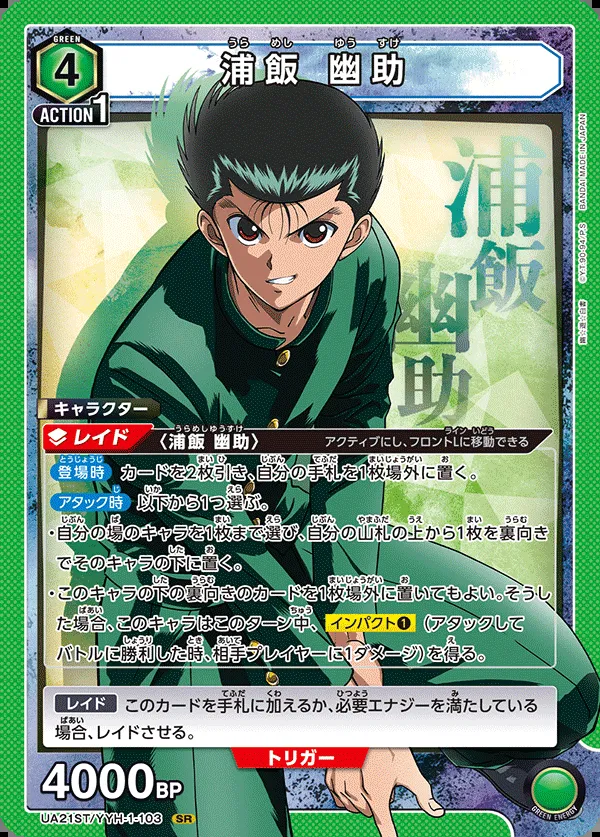 GREEN
4
ACTION1
浦飯 幽助
うら めし ゆう すけ
浦飯
幽助
©Y.T.90-94/P,S BANDAI MADE IN JAPAN
キャラクター
レイド 〈浦飯 幽助〉 アクティブにし、フロントLに移動できる
登場時 カードを2枚引き、自分の手札を1枚場外に置く。
アタック時 以下から1つ選ぶ。
・自分の場のキャラを1枚まで選び、自分の山札の上から1枚を裏向き
でそのキャラの下に置く。
・このキャラの下の裏向きのカードを1枚場外に置いてもよい。そうし
た場合、このキャラはこのターン中、インパクト❶(アタックして
バトルに勝利した時、相手プレイヤーに1ダメージ)を得る。
レイド このカードを手札に加えるか、必要エナジーを満たしている
場合、レイドさせる。
トリガー
4000BP
UA21ST/YYH-1-103 SR
GREEN ENERGY